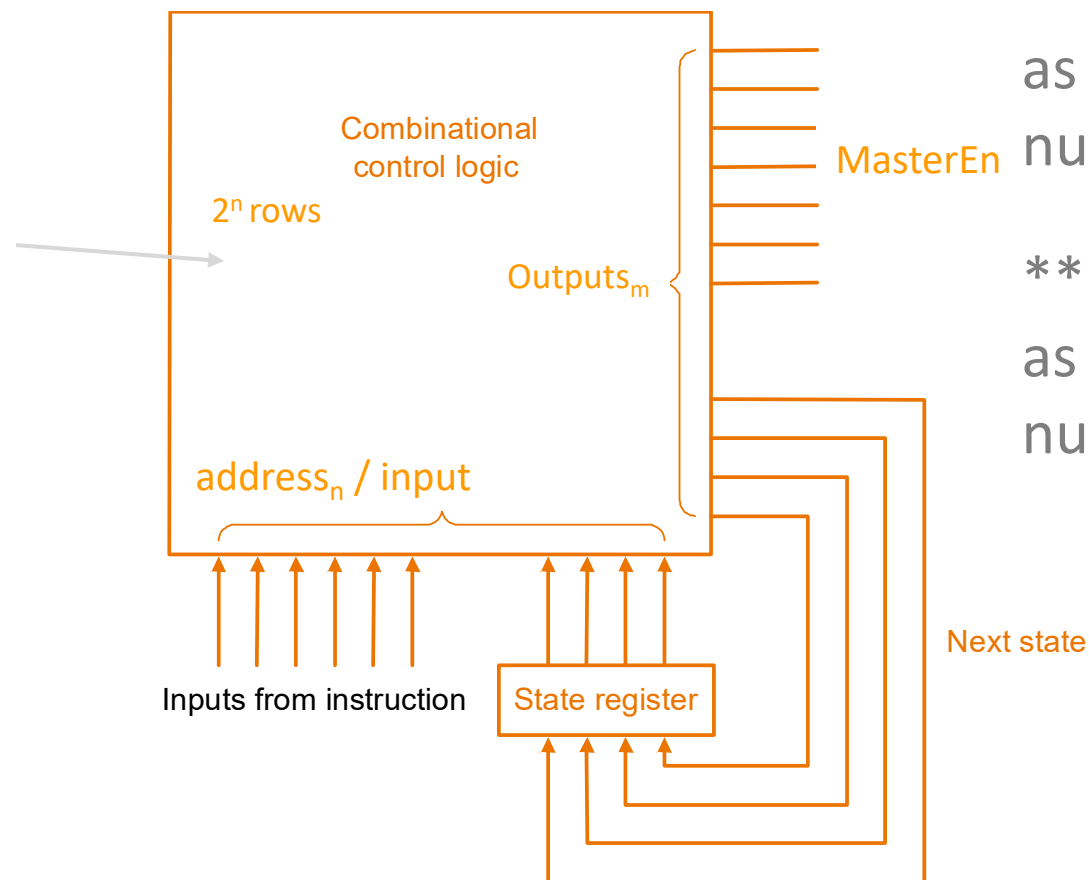 as
Combinational
control logic
nu
MasterEn
2ⁿ rows
Outputsₘ
**
as
nu
addressₙ / input
Next state
Inputs from instruction
State register